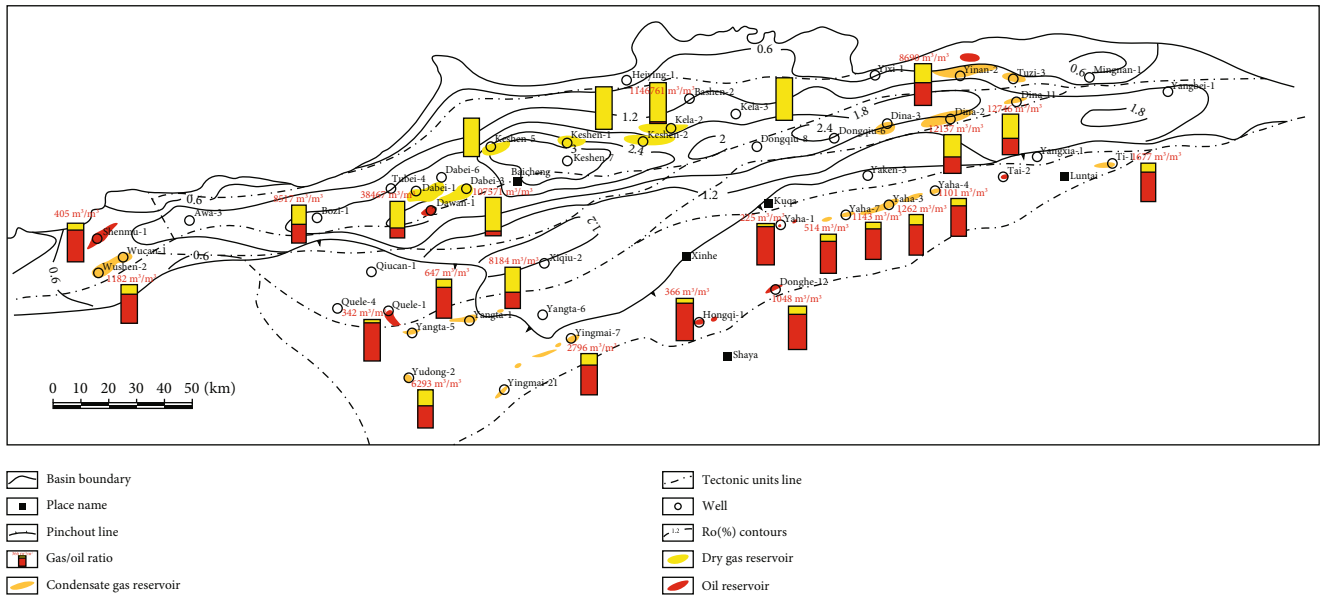 0.6
8690 m³/m³
Heiying-1
Yixi-1
Yinan-2
Tuzi-3
0.6
Mingnan-1
1146761 m³/m³
Bashen-2
Yangbei-1
Dina-11
Kela-3
1.8
12746 m³/m³
1.2
Kela-2
Dina-3
Dina-2
1.8
2.4
Dongqiu-6
12137 m³/m³
Keshen-5
Keshen-1
Keshen-2
3
2.4
2
Dongqiu-8
Keshen-7
Yangxia-1
Ti-1
1677 m³/m³
Dabei-6
Baicheng
Yaken-3
Tai-2
Luntai
Tubei-4
Dabei-1
Dabei-3
38467 m³/m³
107371 m³/m³
1.2
Yaha-4
1101 m³/m³
0.6
8517 m³/m³
Dawan-1
2
Kuqa
Yaha-3
1262 m³/m³
405 m³/m³
Awa-3
Bozi-1
1.2
225 m³/m³
Yaha-1
Yaha-7
1143 m³/m³
514 m³/m³
Shenmu-1
Wucan-1
0.6
Xinhe
0.6
Wushen-2
1182 m³/m³
Qiucan-1
647 m³/m³
8184 m³/m³
Xiqiu-2
Donghe-12
1048 m³/m³
Quele-4
342 m³/m³
Quele-1
366 m³/m³
Yangta-5
Yangta-1
Yangta-6
Hongqi-1
Yingmai-7
2796 m³/m³
Shaya
Yudong-2
6293 m³/m³
Yingmai-21
0 10 20 30 40 50 (km)
Basin boundary
Place name
Pinchout line
Gas/oil ratio
Condensate gas reservoir
Tectonic units line
Well
1.2
Ro(%) contours
Dry gas reservoir
Oil reservoir